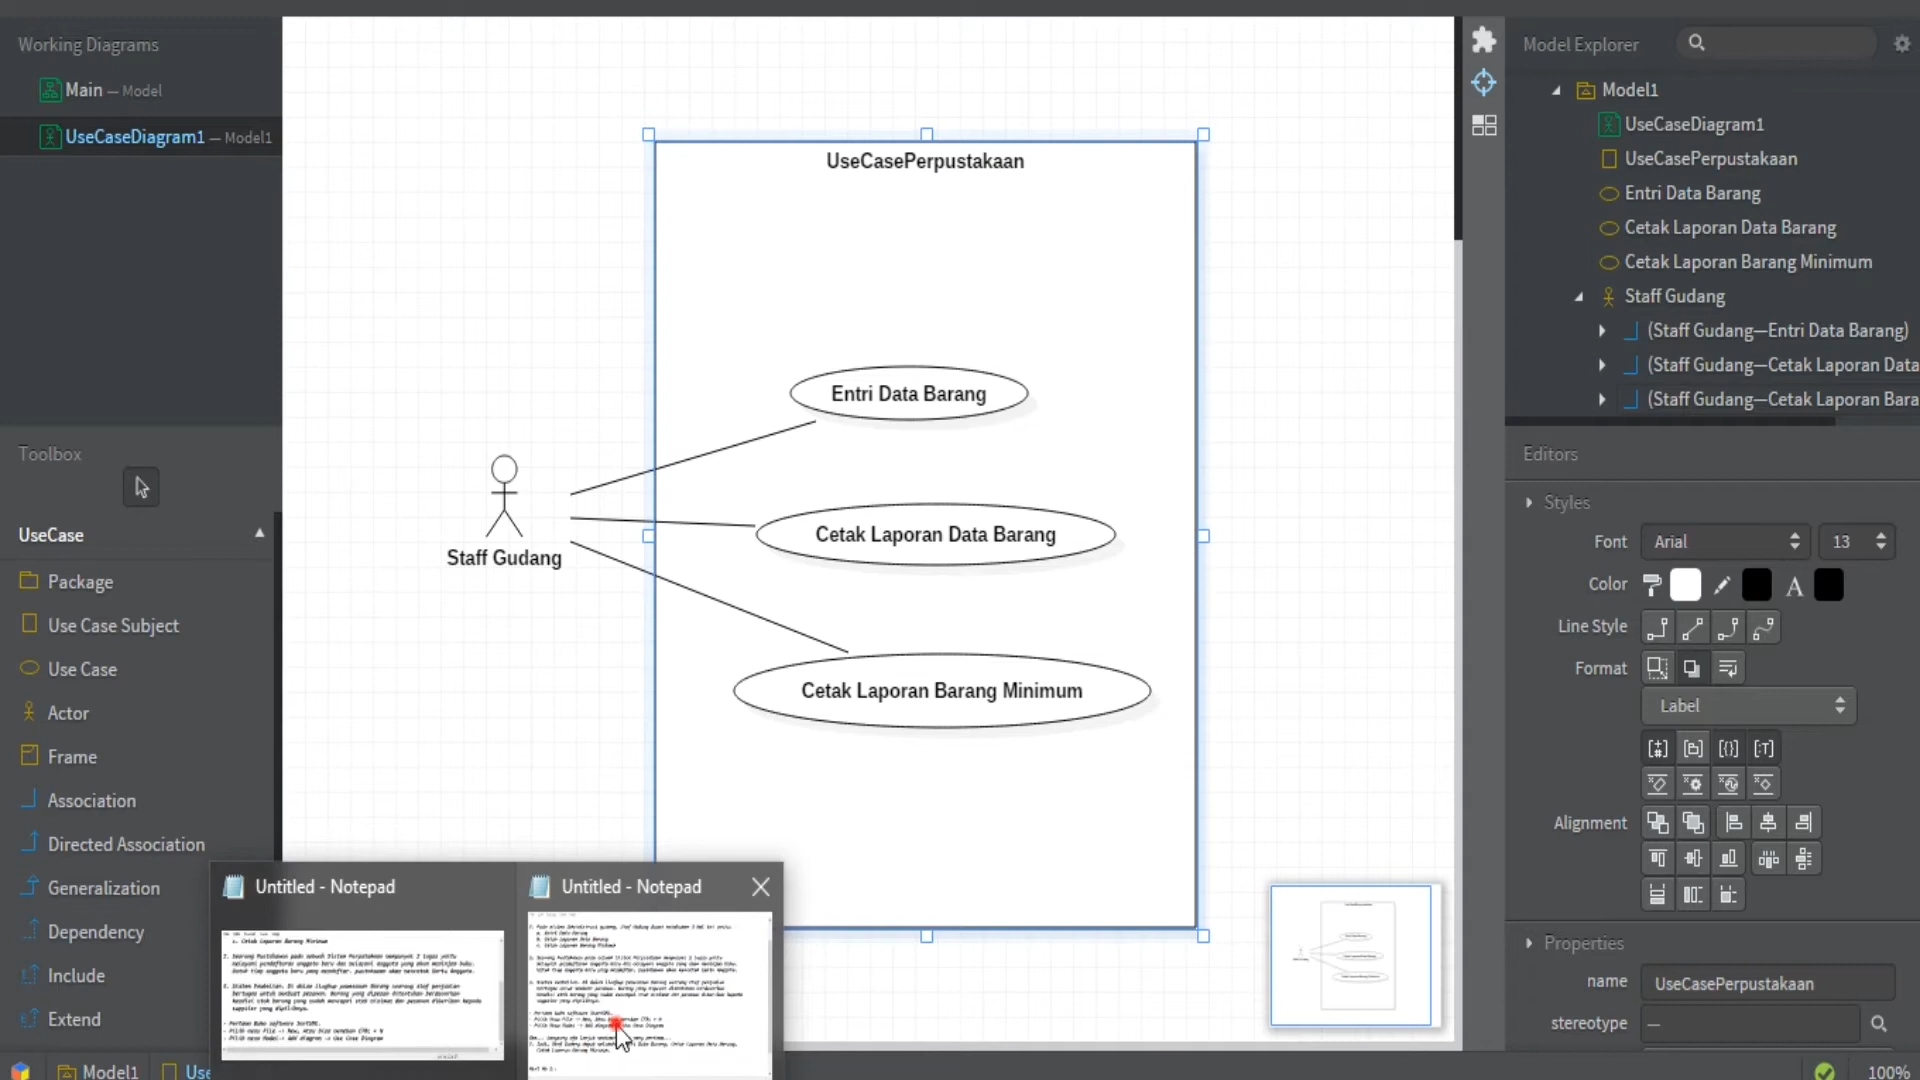 Working Diagrams
Main — Model
UseCaseDiagram1 — Model1
Toolbox
UseCase
Package
Use Case Subject
Use Case
Actor
Frame
Association
Directed Association
Generalization
Dependency
Include
Extend
UseCasePerpustakaan
Entri Data Barang
Cetak Laporan Data Barang
Cetak Laporan Barang Minimum
Staff Gudang
Untitled - Notepad
Untitled - Notepad
Model Explorer
Model1
UseCaseDiagram1
UseCasePerpustakaan
Entri Data Barang
Cetak Laporan Data Barang
Cetak Laporan Barang Minimum
Staff Gudang
(Staff Gudang—Entri Data Barang)
(Staff Gudang—Cetak Laporan Data
(Staff Gudang—Cetak Laporan Bara
Editors
Styles
Font Arial 13
Color
Line Style
Format
Label
Alignment
Properties
name UseCasePerpustakaan
stereotype —
Model1 Use
100%